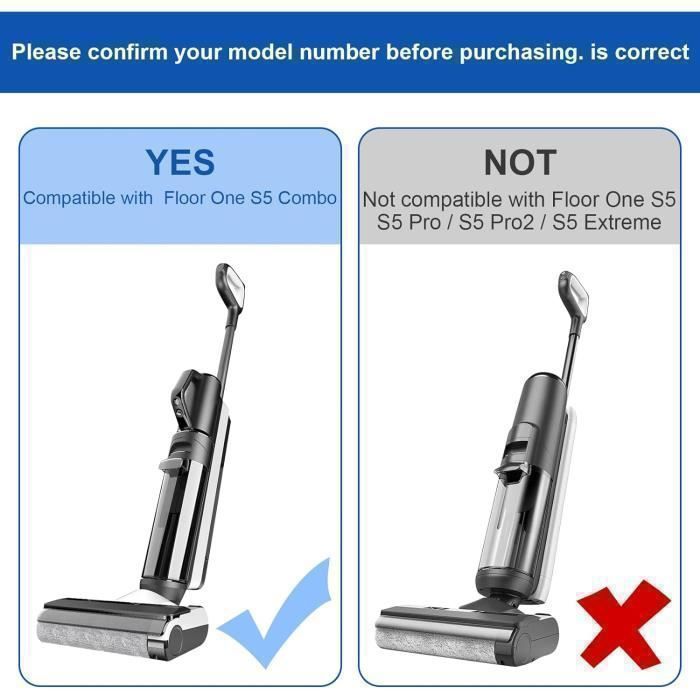 Please confirm your model number before purchasing. is correct
YES
Compatible with Floor One S5 Combo
NOT
Not compatible with Floor One S5
S5 Pro / S5 Pro2 / S5 Extreme